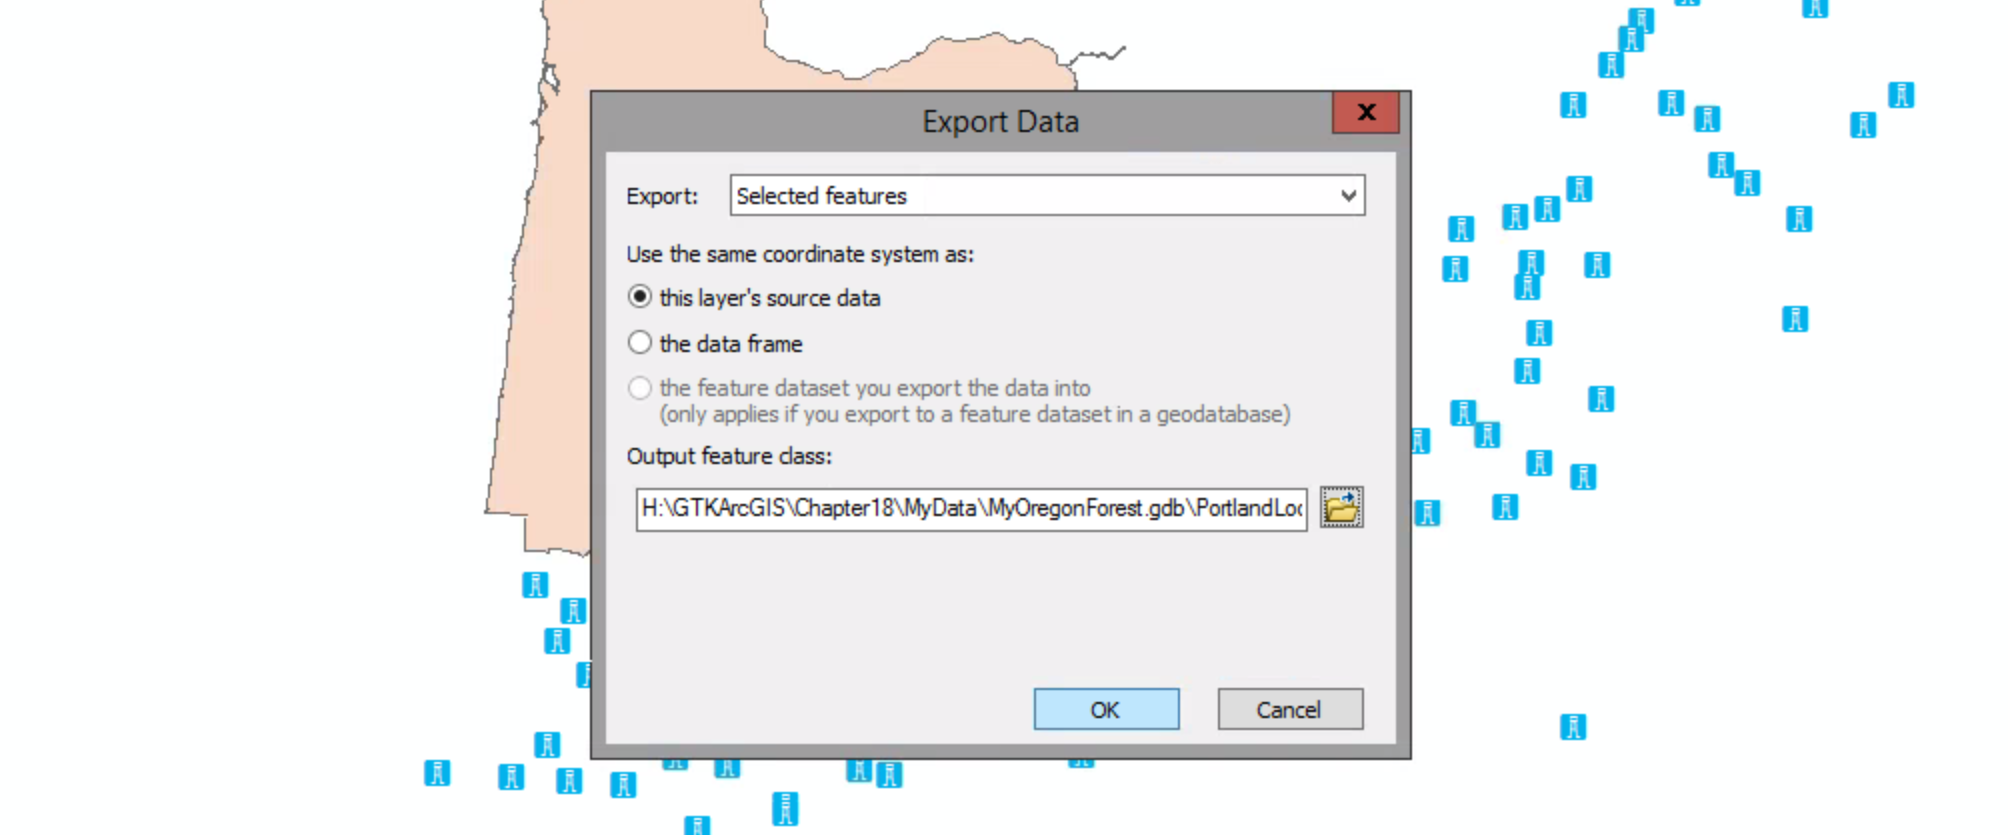 Export Data
X
Export: Selected features
Use the same coordinate system as:
this layer's source data
the data frame
the feature dataset you export the data into
(only applies if you export to a feature dataset in a geodatabase)
Output feature class:
H:\GTKArcGIS\Chapter18\MyData\MyOregonForest.gdb\PortlandLoc
OK Cancel